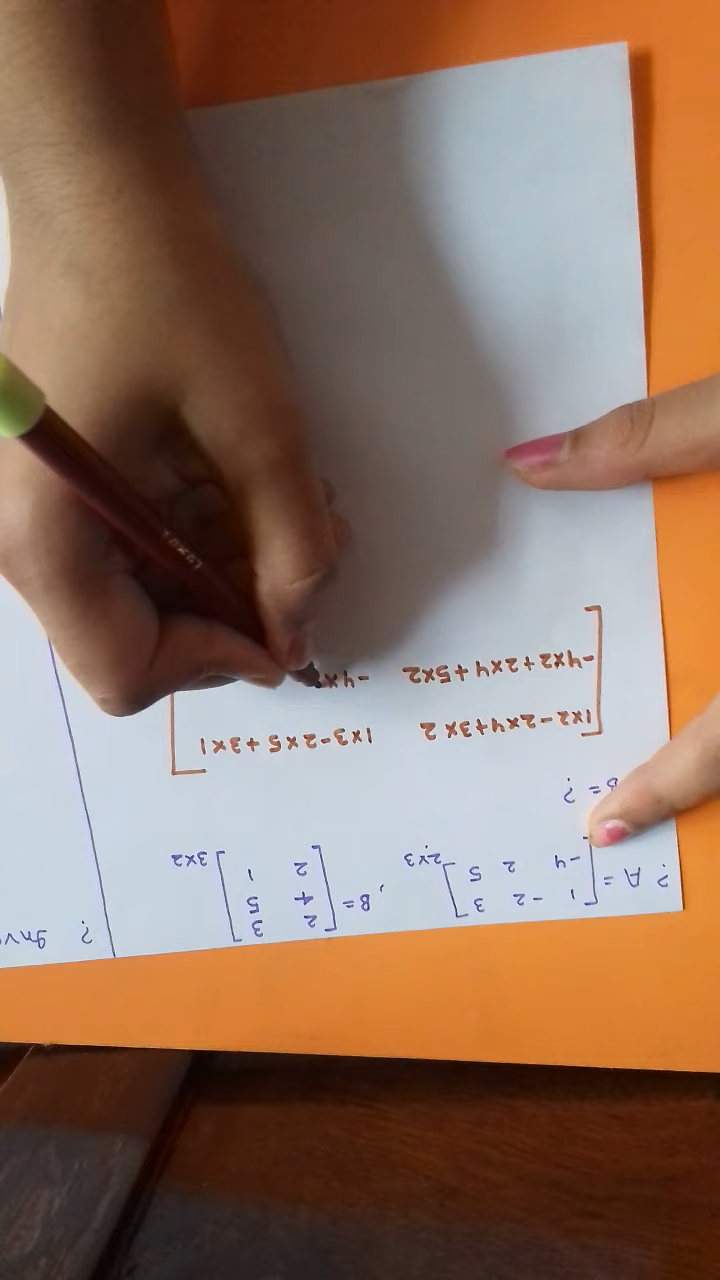 ? A = [ 1 -2 3 -4 2 5 ] 2x3 , B = [ 2 3 4 5 2 1 ] 3x2
B = ?
1x2-2x4+3x2 1x3-2x5+3x1
-4x2+2x4+5x2 -4x
?
LUXOR